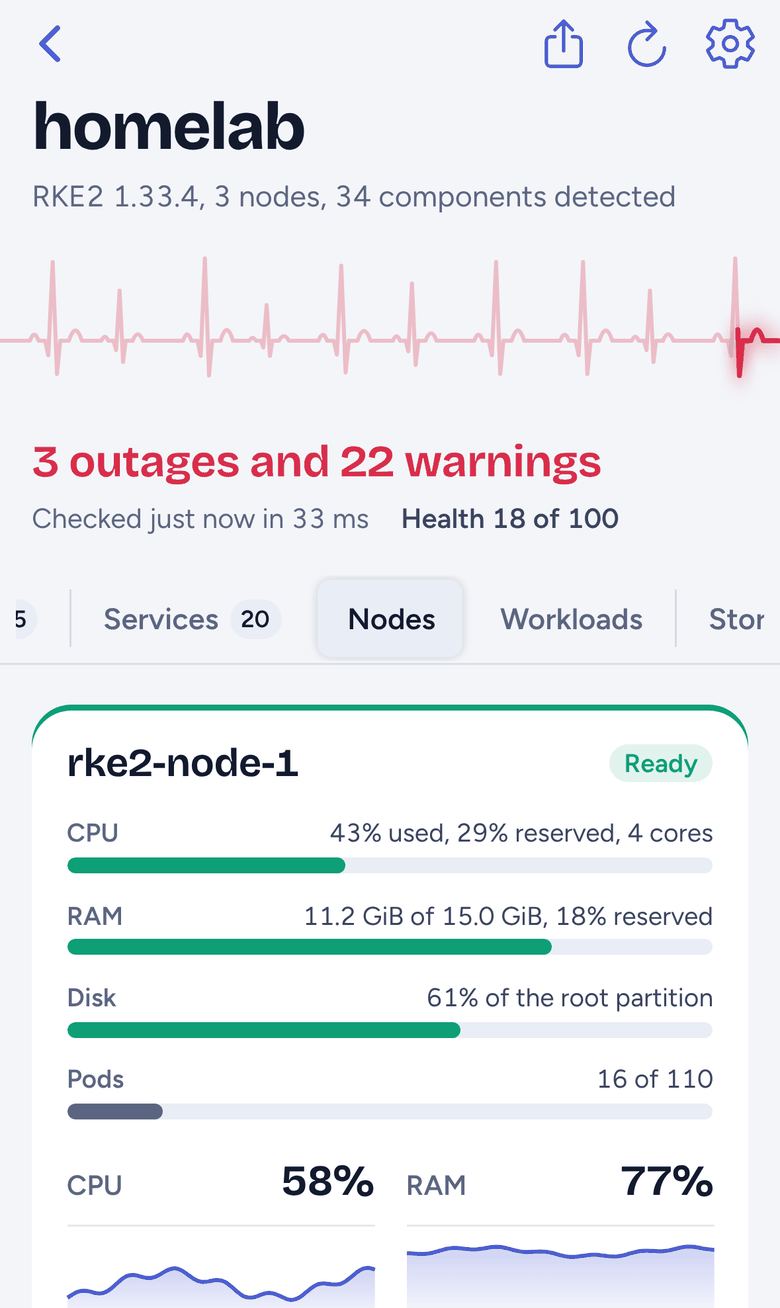 homelab
RKE2 1.33.4, 3 nodes, 34 components detected
3 outages and 22 warnings
Checked just now in 33 ms Health 18 of 100
5 Services 20 Nodes Workloads Stor
rke2-node-1 Ready
CPU 43% used, 29% reserved, 4 cores
RAM 11.2 GiB of 15.0 GiB, 18% reserved
Disk 61% of the root partition
Pods 16 of 110
CPU 58% RAM 77%